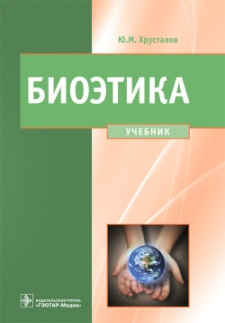 Ю.М. Хрусталев
БИОЭТИКА
УЧЕБНИК
ИЗДАТЕЛЬСКАЯ ГРУППА
«ГЭОТАР-Медиа»